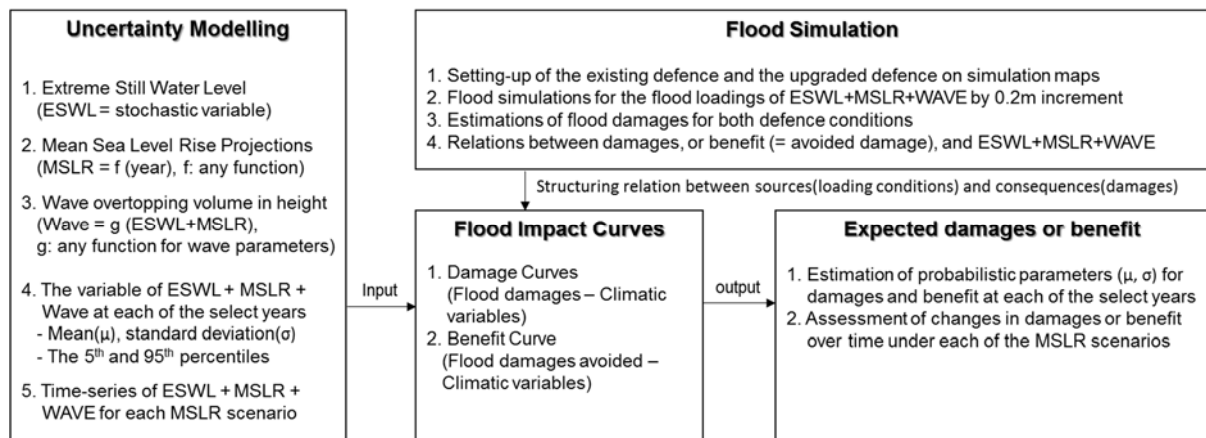 Uncertainty Modelling
1. Extreme Still Water Level
(ESWL = stochastic variable)
2. Mean Sea Level Rise Projections
(MSLR = f (year), f: any function)
3. Wave overtopping volume in height
(Wave = g (ESWL+MSLR),
g: any function for wave parameters)
4. The variable of ESWL + MSLR +
Wave at each of the select years
- Mean(μ), standard deviation(σ)
- The 5th and 95th percentiles
5. Time-series of ESWL + MSLR +
WAVE for each MSLR scenario
Flood Simulation
1. Setting-up of the existing defence and the upgraded defence on simulation maps
2. Flood simulations for the flood loadings of ESWL+MSLR+WAVE by 0.2m increment
3. Estimations of flood damages for both defence conditions
4. Relations between damages, or benefit (= avoided damage), and ESWL+MSLR+WAVE
Structuring relation between sources(loading conditions) and consequences(damages)
Input
Flood Impact Curves
1. Damage Curves
(Flood damages – Climatic
variables)
2. Benefit Curve
(Flood damages avoided –
Climatic variables)
output
Expected damages or benefit
1. Estimation of probabilistic parameters (μ, σ) for
damages and benefit at each of the select years
2. Assessment of changes in damages or benefit
over time under each of the MSLR scenarios